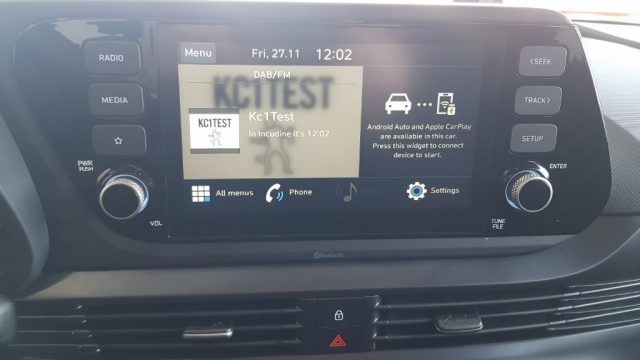 RADIO
MEDIA
PWR
PUSH
VOL
Menu
Fri, 27.11
12:02
DAB/FM
KC1TEST
KC1TEST
Kc1Test
In Incudine it's 12:02
Android Auto and Apple CarPlay
are available in this car.
Press this widget to connect
device to start.
All menus
Phone
Media
Settings
<SEEK
TRACK>
SETUP
ENTER
TUNE
FILE
Bluetooth